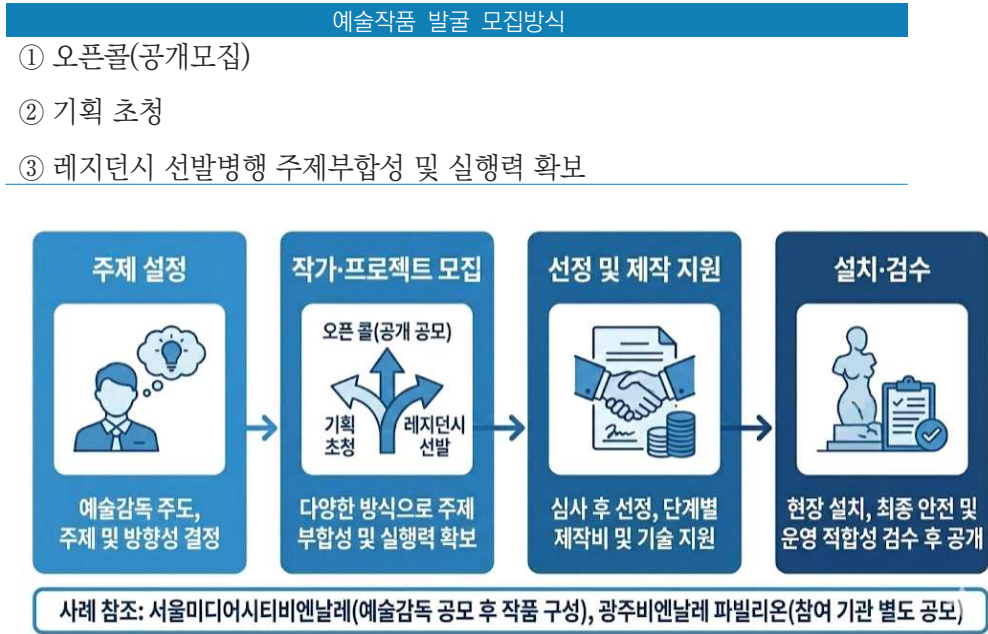 예술작품 발굴 모집방식
① 오픈콜(공개모집)
② 기획 초청
③ 레지던시 선발병행 주제부합성 및 실행력 확보
주제 설정
예술감독 주도,
주제 및 방향성 결정
작가·프로젝트 모집
오픈 콜(공개 공모)
기획
초청
레지던시
선발
다양한 방식으로 주제
부합성 및 실행력 확보
선정 및 제작 지원
심사 후 선정, 단계별
제작비 및 기술 지원
설치·검수
현장 설치, 최종 안전 및
운영 적합성 검수 후 공개
사례 참조: 서울미디어시티비엔날레(예술감독 공모 후 작품 구성), 광주비엔날레 파빌리온(참여 기관 별도 공모)